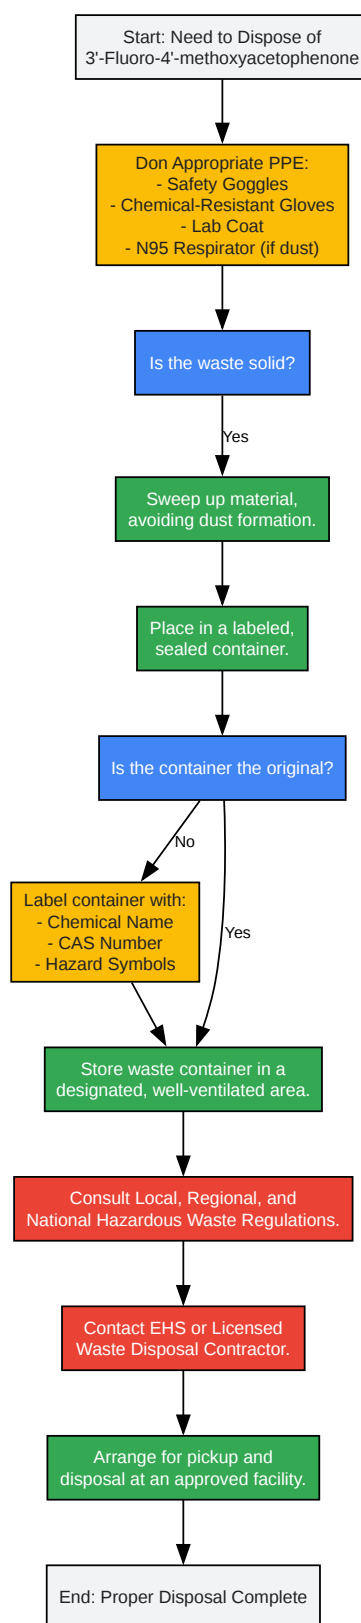 Start: Need to Dispose of
3'-Fluoro-4'-methoxyacetophenone
Don Appropriate PPE:
- Safety Goggles
- Chemical-Resistant Gloves
- Lab Coat
- N95 Respirator (if dust)
Is the waste solid?
Yes
Sweep up material,
avoiding dust formation.
Place in a labeled,
sealed container.
Is the container the original?
No
Label container with:
- Chemical Name
- CAS Number
- Hazard Symbols
Yes
Store waste container in a
designated, well-ventilated area.
Consult Local, Regional, and
National Hazardous Waste Regulations.
Contact EHS or Licensed
Waste Disposal Contractor.
Arrange for pickup and
disposal at an approved facility.
End: Proper Disposal Complete